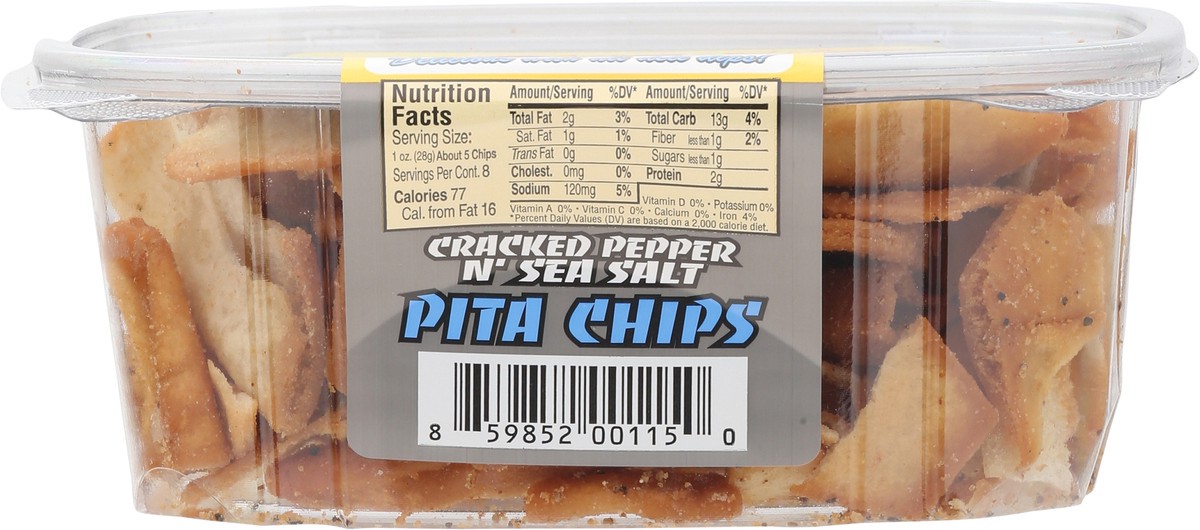 Delicious with
Nutrition
Facts
Serving Size:
1 oz. (28g) About 5 Chips
Servings Per Cont. 8
Calories 77
Cal. from Fat 16
Amount/Serving %DV*
Total Fat 2g 3%
Sat. Fat 1g 1%
Trans Fat 0g 0%
Cholest. 0mg 0%
Sodium 120mg 5%
Amount/Serving %DV*
Total Carb 13g 4%
Fiber less than 1g 2%
Sugars less than 1g
Protein 2g
Vitamin D 0% • Potassium 0%
Vitamin A 0% • Vitamin C 0% • Calcium 0% • Iron 4%
*Percent Daily Values (DV) are based on a 2,000 calorie diet.
CRACKED PEPPER
N' SEA SALT
PITA CHIPS
8 59852 00115 0